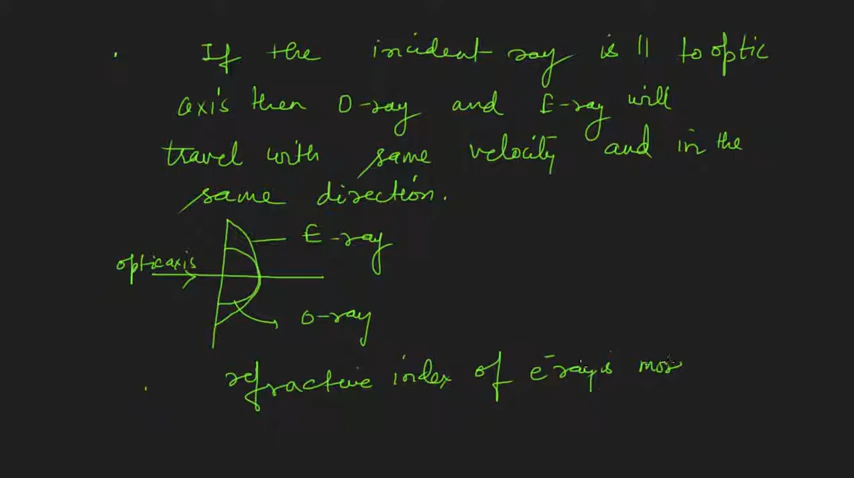 If the incident ray is || to optic
axis then O-ray and E-ray will
travel with same velocity and in the
same direction.
E-ray
optic axis
O-ray
refractive index of e-ray is mor